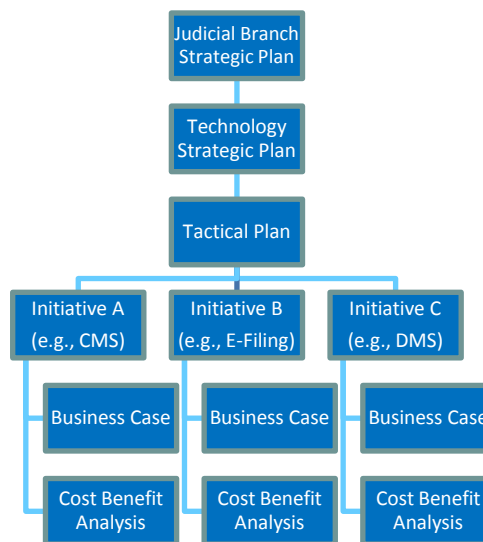 Judicial Branch
Strategic Plan
Technology
Strategic Plan
Tactical Plan
Initiative A
(e.g., CMS)
Initiative B
(e.g., E-Filing)
Initiative C
(e.g., DMS)
Business Case
Business Case
Business Case
Cost Benefit
Analysis
Cost Benefit
Analysis
Cost Benefit
Analysis